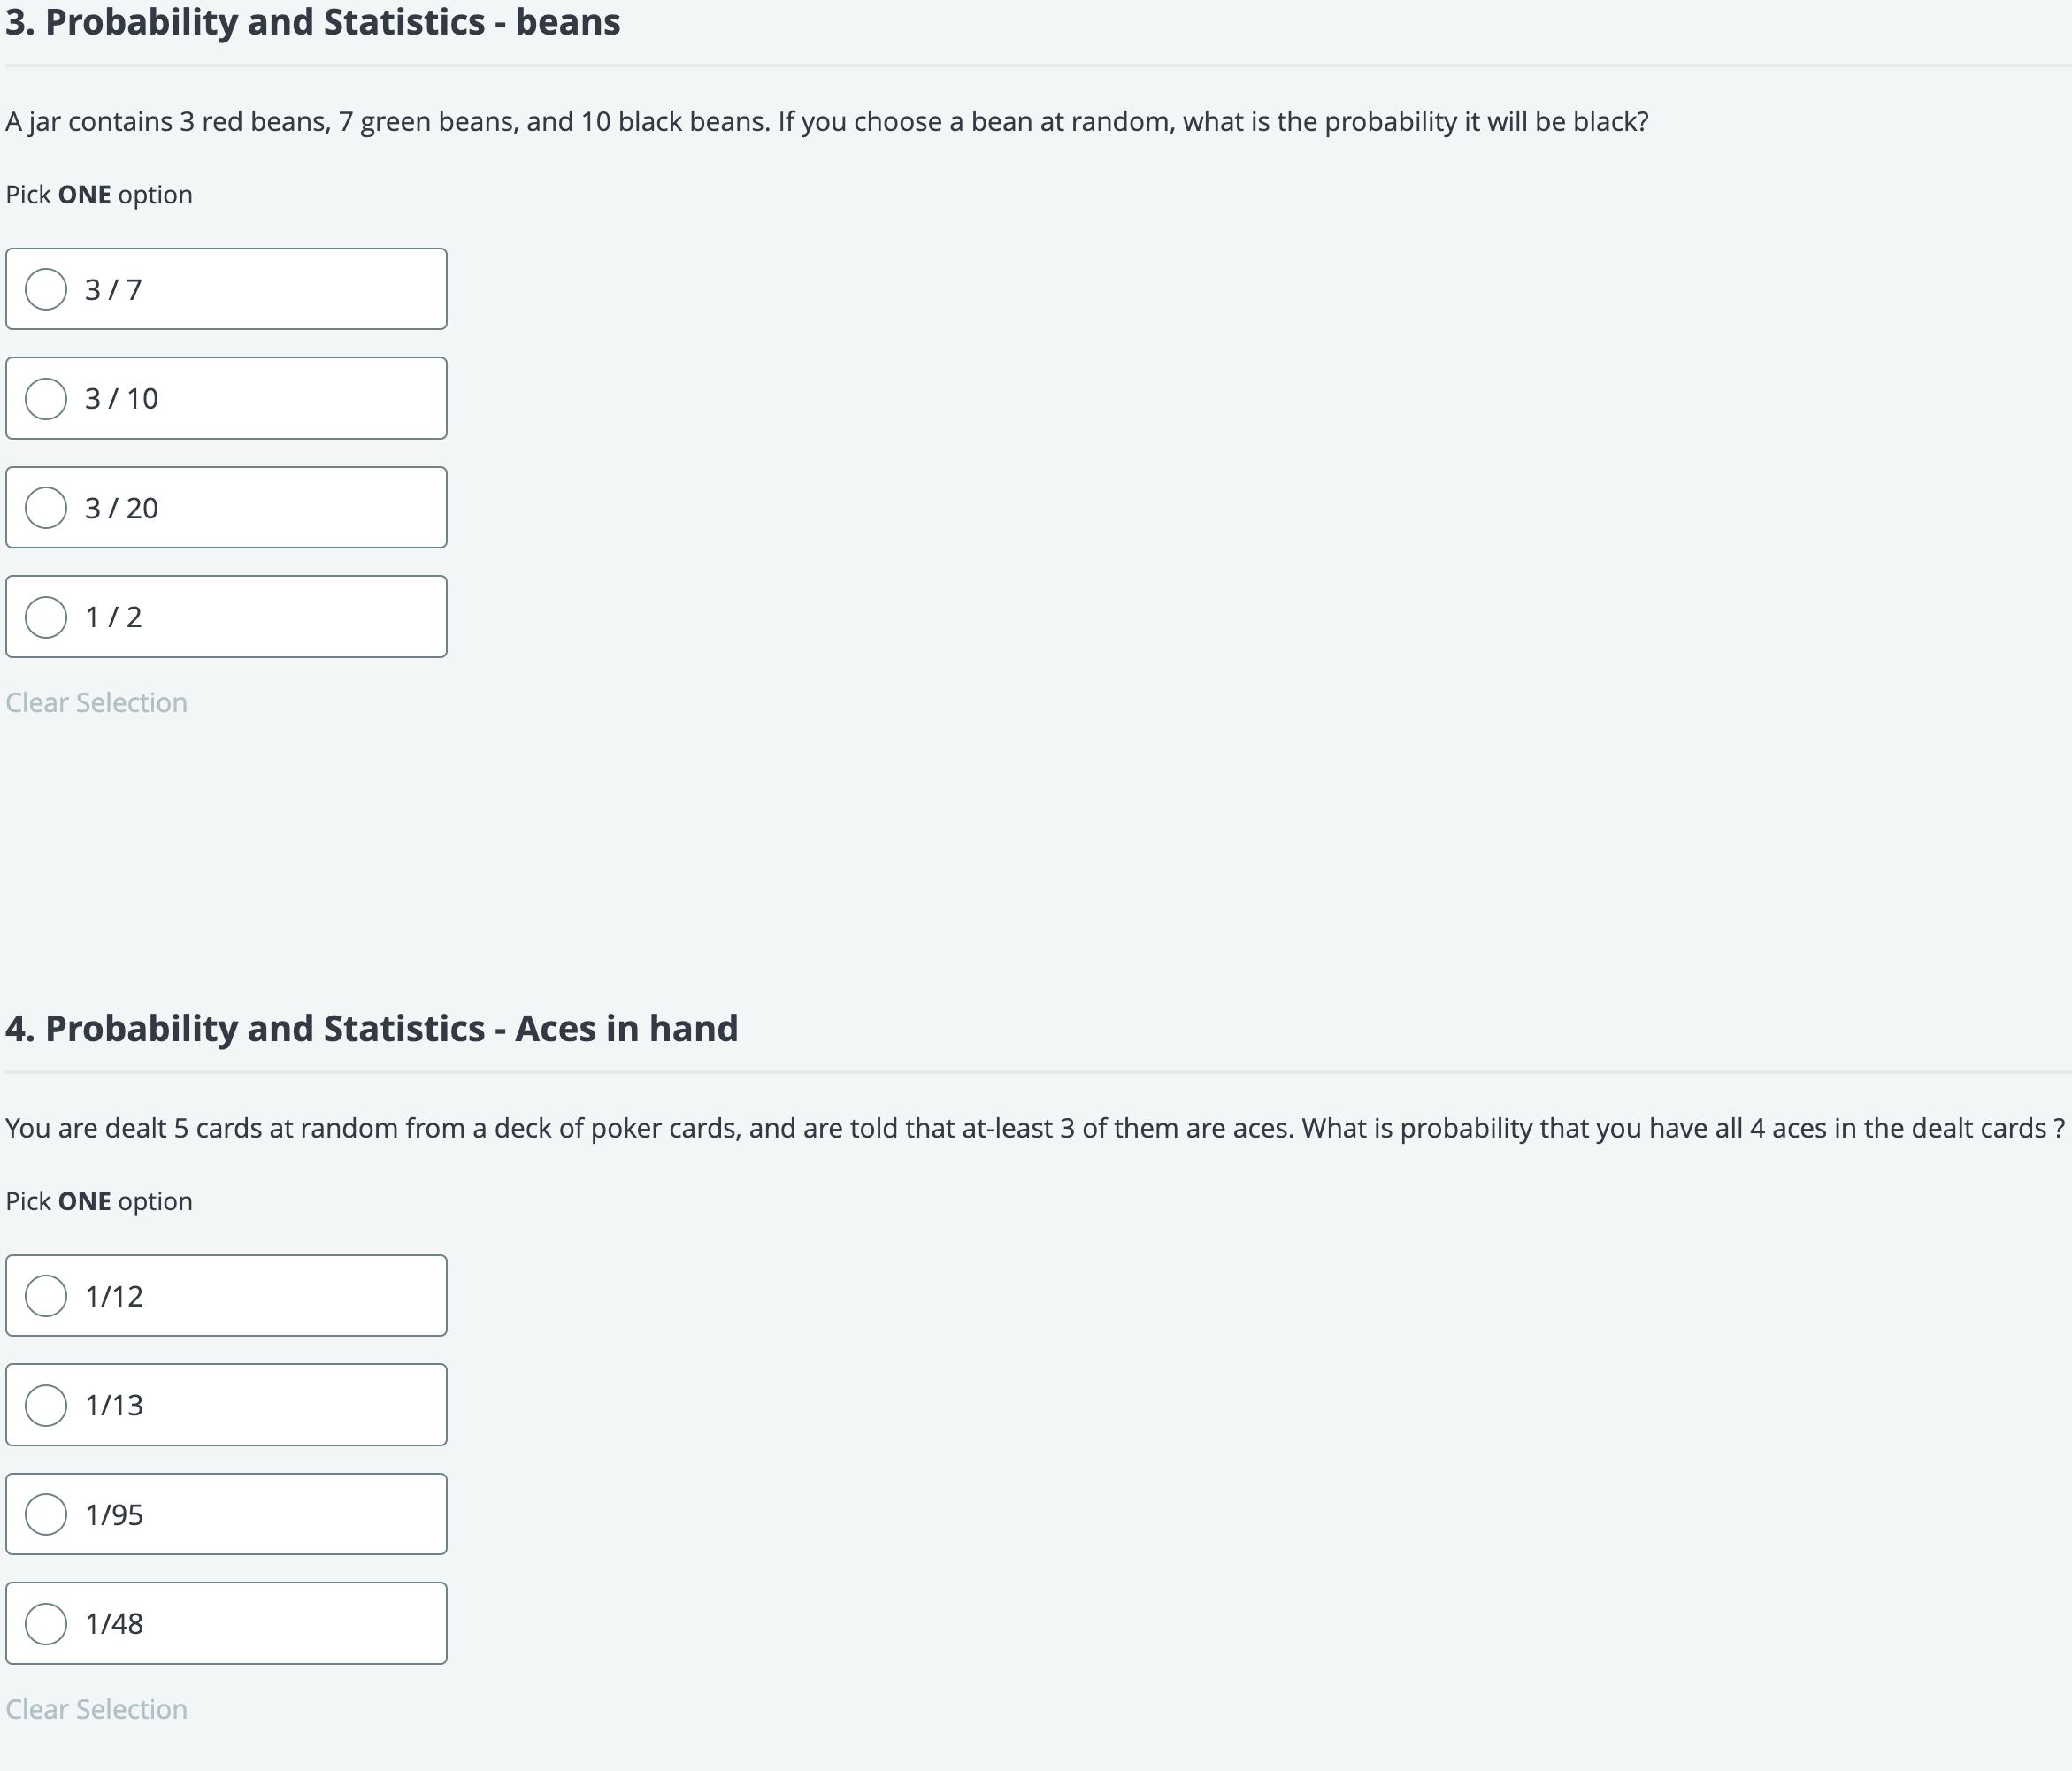 3. Probability and Statistics - beans
A jar contains 3 red beans, 7 green beans, and 10 black beans. If you choose a bean at random, what is the probability it will be black?
Pick ONE option
3 / 7
3 / 10
3 / 20
1 / 2
Clear Selection
4. Probability and Statistics - Aces in hand
You are dealt 5 cards at random from a deck of poker cards, and are told that at-least 3 of them are aces. What is probability that you have all 4 aces in the dealt cards ?
Pick ONE option
1/12
1/13
1/95
1/48
Clear Selection